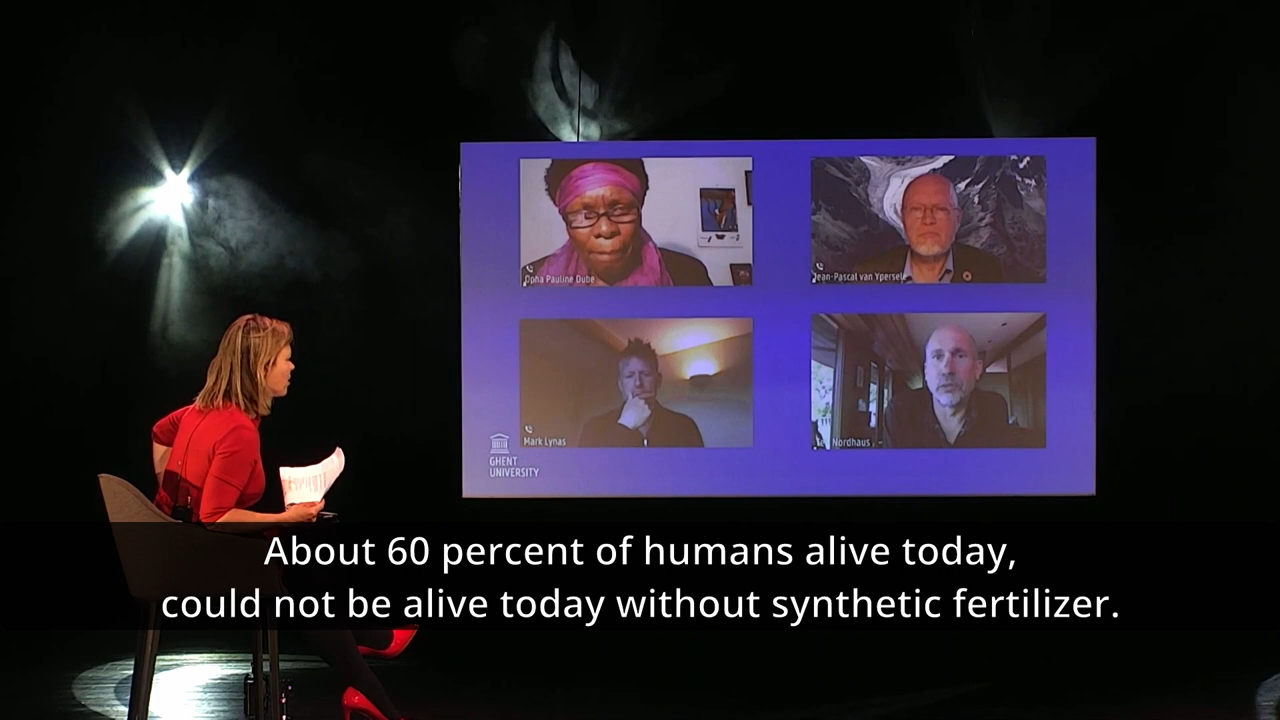 Opha Pauline Dube
Jean-Pascal van Ypersele
Mark Lynas
Nordhaus
GHENT
UNIVERSITY
About 60 percent of humans alive today,
could not be alive today without synthetic fertilizer.